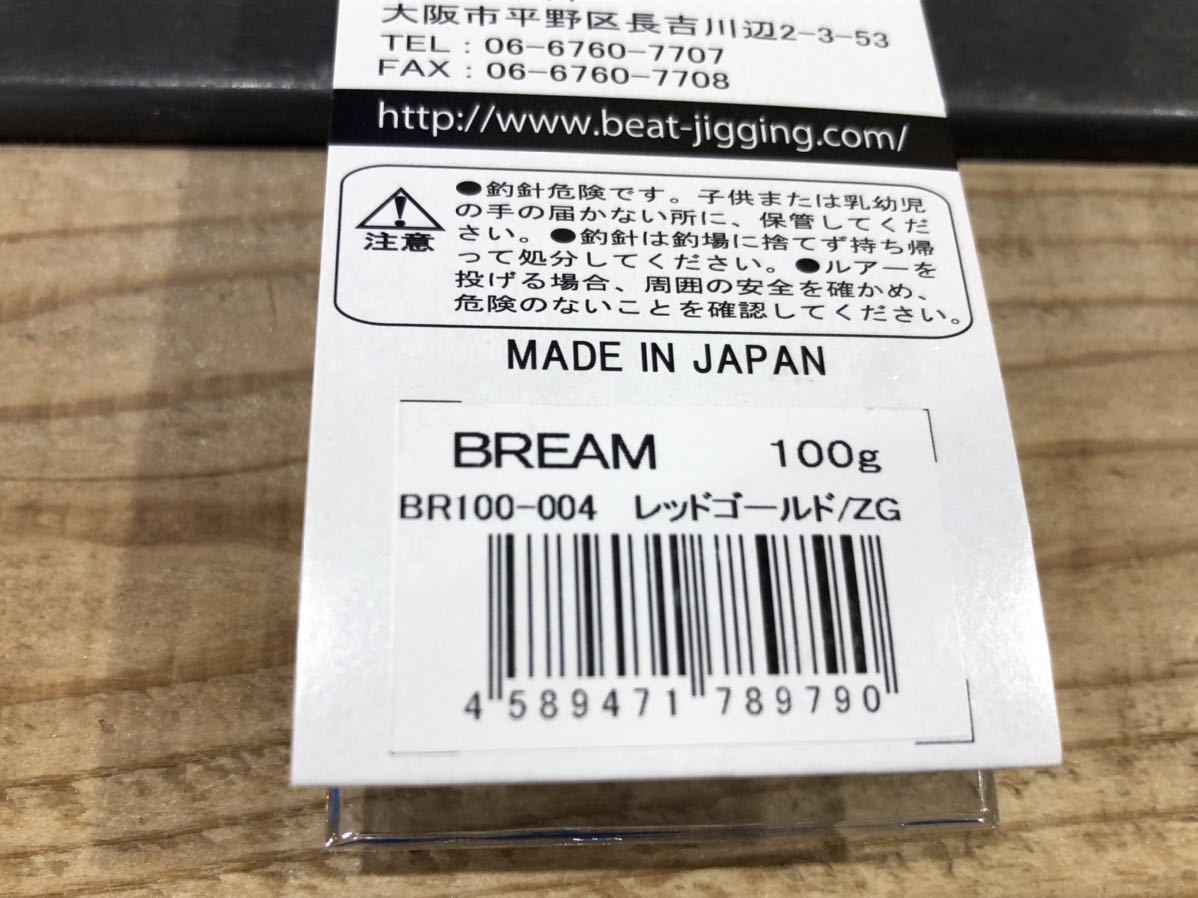 大阪市平野区長吉川辺2-3-53
TEL : 06-6760-7707
FAX : 06-6760-7708
http://www.beat-jigging.com/
注意
●釣針危険です。子供または乳幼児
の手の届かない所に、保管してくだ
さい。●釣針は釣場に捨てず持ち帰
って処分してください。●ルアーを
投げる場合、周囲の安全を確かめ、
危険のないことを確認してください。
MADE IN JAPAN
BREAM 100g
BR100-004 レッドゴールド/ZG
4 589471 789790